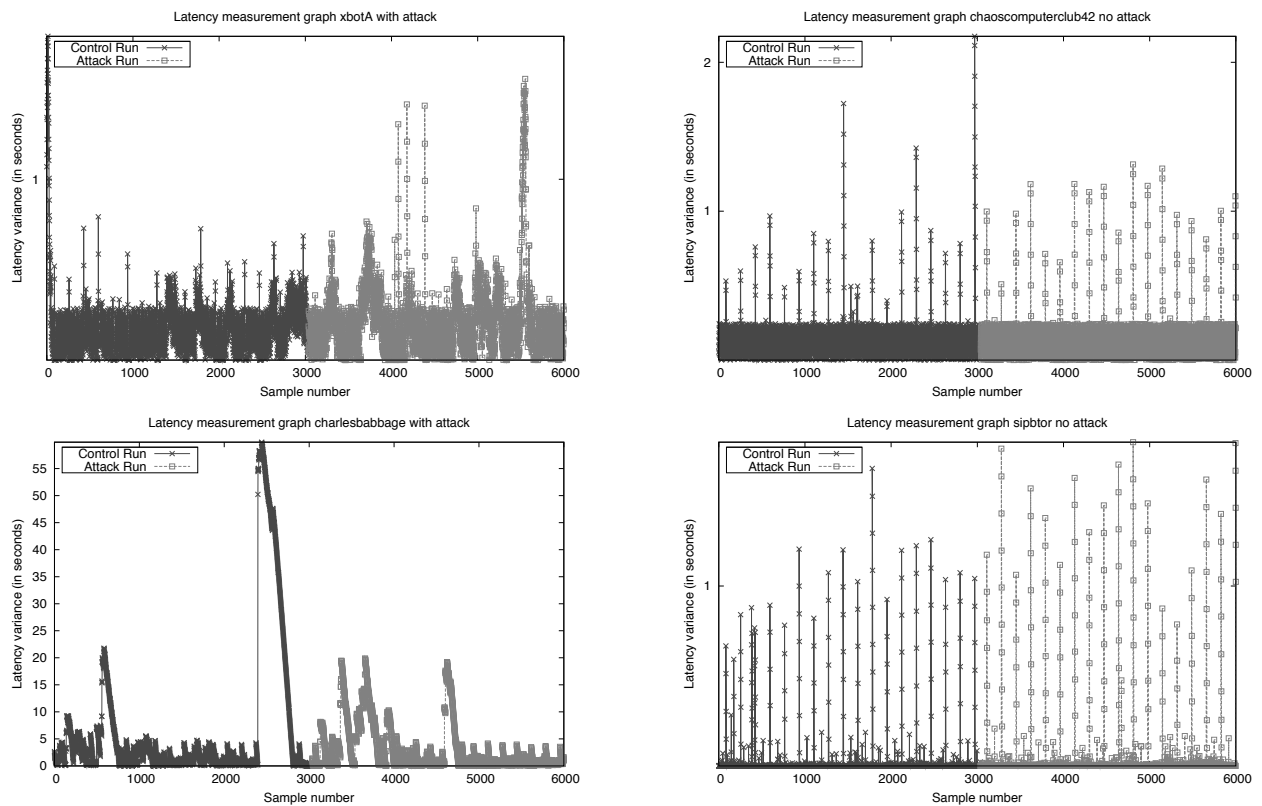 Latency measurement graph xbotA with attack
Control Run
Attack Run
Latency variance (in seconds)
1
0 1000 2000 3000 4000 5000 6000
Sample number
Latency measurement graph chaoscomputerclub42 no attack
Control Run
Attack Run
Latency variance (in seconds)
2
1
0 1000 2000 3000 4000 5000 6000
Sample number
Latency measurement graph charlesbabbage with attack
Control Run
Attack Run
Latency variance (in seconds)
55
50
45
40
35
30
25
20
15
10
5
0
0 1000 2000 3000 4000 5000 6000
Sample number
Latency measurement graph sipbtor no attack
Control Run
Attack Run
Latency variance (in seconds)
1
0 1000 2000 3000 4000 5000 6000
Sample number